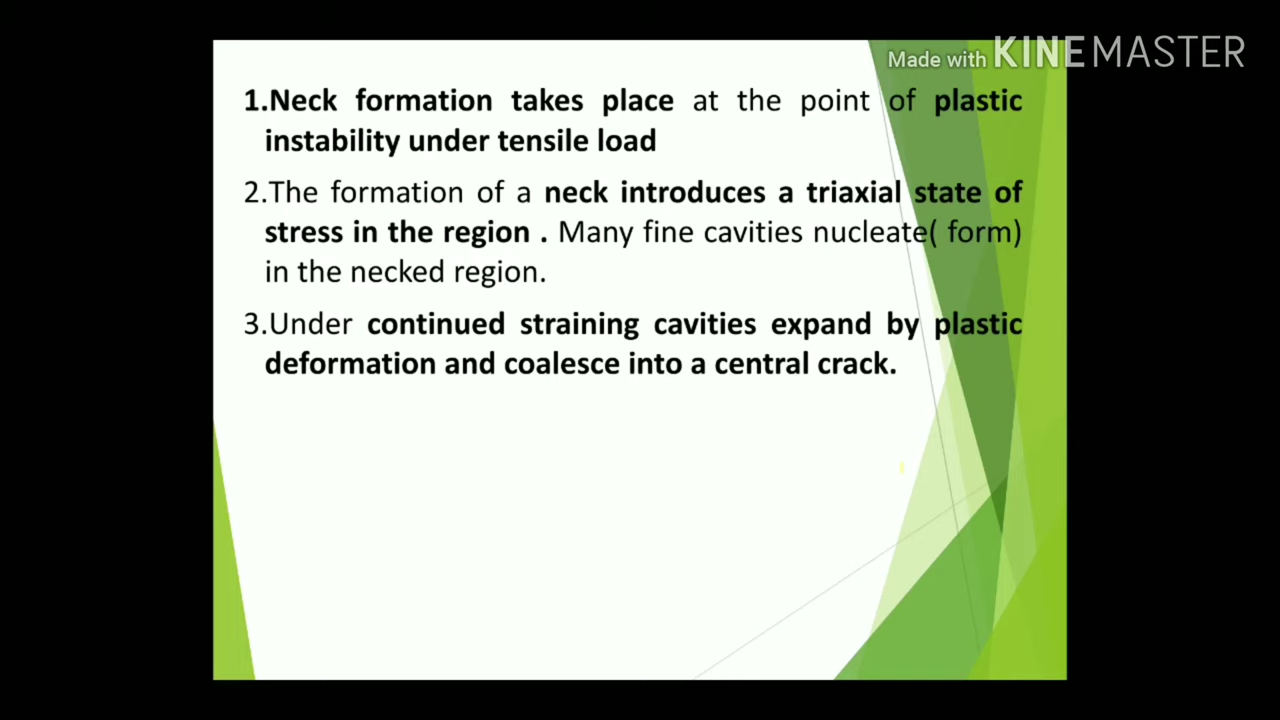 Made with KINEMASTER
1.Neck formation takes place at the point of plastic
instability under tensile load
2.The formation of a neck introduces a triaxial state of
stress in the region . Many fine cavities nucleate( form)
in the necked region.
3.Under continued straining cavities expand by plastic
deformation and coalesce into a central crack.